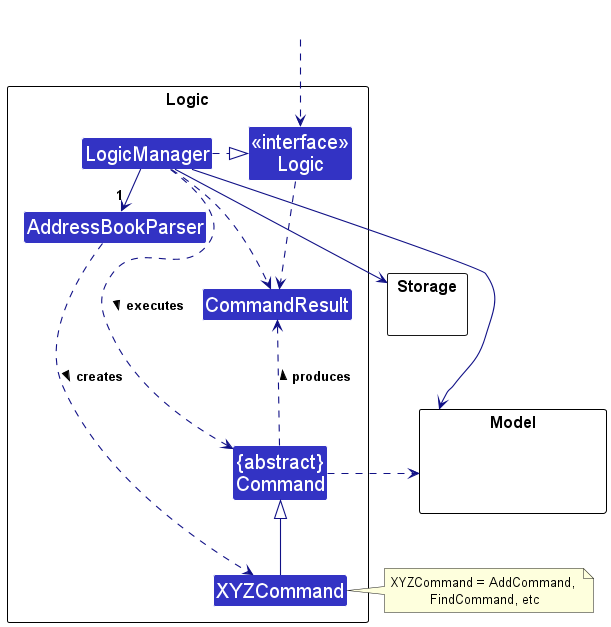 Logic
«interface»
Logic
LogicManager
1
AddressBookParser
Storage
CommandResult
executes
creates
produces
Model
{abstract}
Command
XYZCommand
XYZCommand = AddCommand,
FindCommand, etc